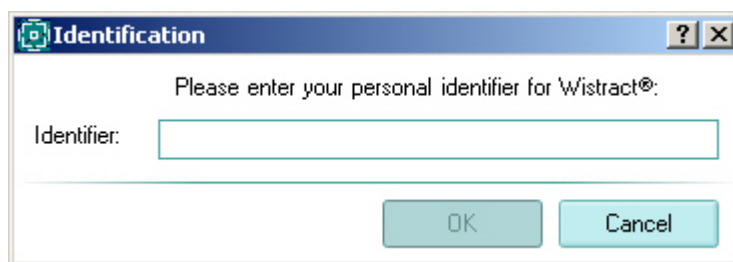 Identification
Please enter your personal identifier for Wistract®:
Identifier:
OK
Cancel